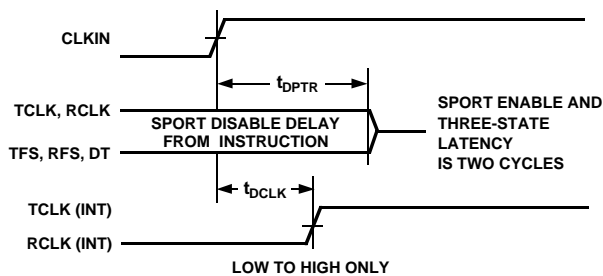 CLKIN
tDPTR
TCLK, RCLK
SPORT DISABLE DELAY
FROM INSTRUCTION
TFS, RFS, DT
SPORT ENABLE AND
THREE-STATE
LATENCY
IS TWO CYCLES
tDCLK
TCLK (INT)
RCLK (INT)
LOW TO HIGH ONLY